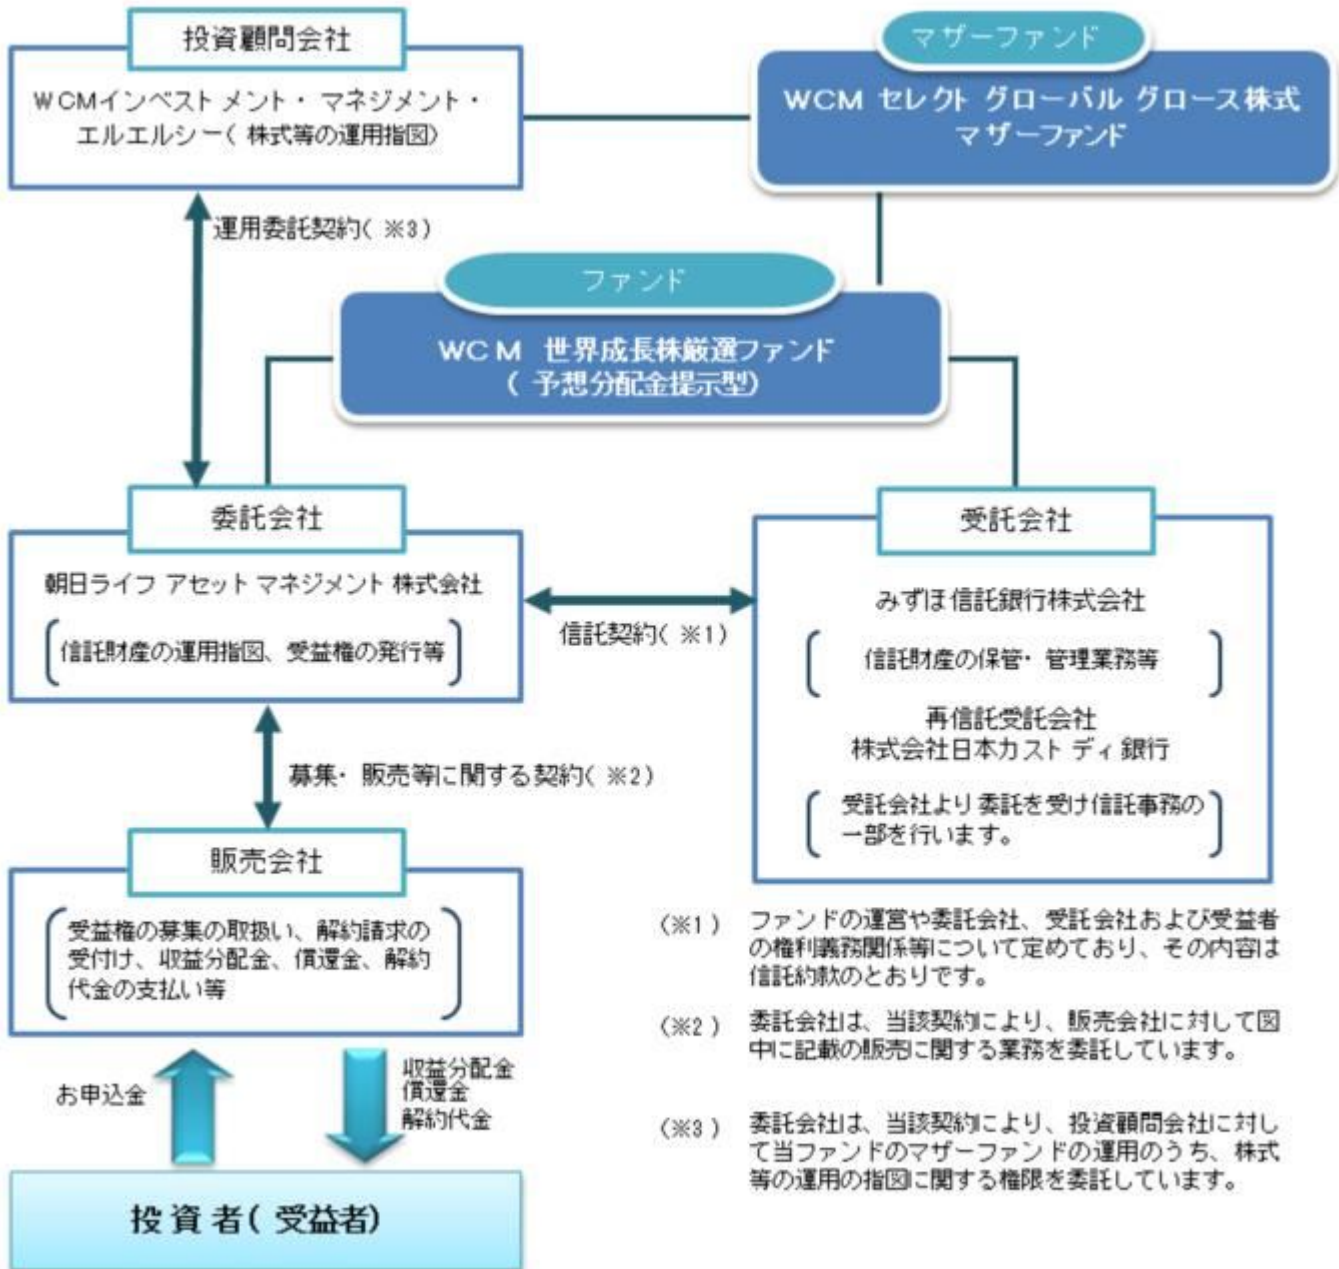 投資顧問会社
WCMインベストメント・マネジメント・
エルエルシー(株式等の運用指図)
マザーファンド
WCM セレクト グローバル グロース株式
マザーファンド
運用委託契約(※3)
ファンド
WCM 世界成長株厳選ファンド
(予想分配金提示型)
委託会社
朝日ライフ アセット マネジメント 株式会社
信託財産の運用指図、受益権の発行等
信託契約(※1)
受託会社
みずほ信託銀行株式会社
信託財産の保管・管理業務等
再信託受託会社
株式会社日本カストディ銀行
受託会社より委託を受け信託事務の
一部を行います。
募集・販売等に関する契約(※2)
販売会社
受益権の募集の取扱い、解約請求の
受付け、収益分配金、償還金、解約
代金の支払い等
お申込金
収益分配金
償還金
解約代金
投資者(受益者)
(※1) ファンドの運営や委託会社、受託会社および受益者
の権利義務関係等について定めており、その内容は
信託約款のとおりです。
(※2) 委託会社は、当該契約により、販売会社に対して図
中に記載の販売に関する業務を委託しています。
(※3) 委託会社は、当該契約により、投資顧問会社に対し
て当ファンドのマザーファンドの運用のうち、株式
等の運用の指図に関する権限を委託しています。